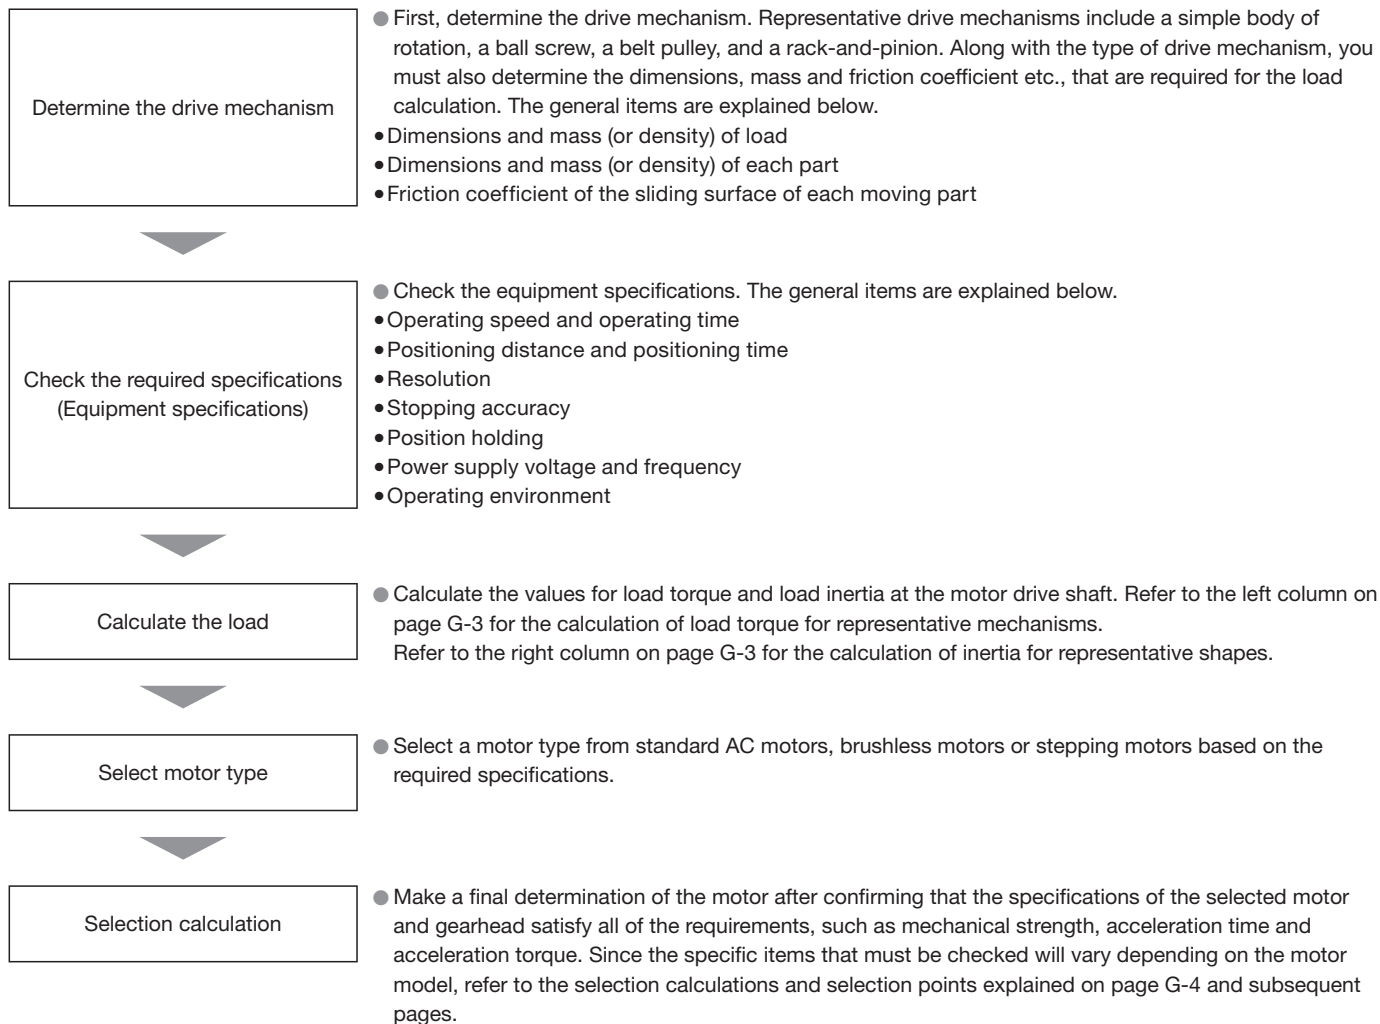 Determine the drive mechanism
● First, determine the drive mechanism. Representative drive mechanisms include a simple body of
rotation, a ball screw, a belt pulley, and a rack-and-pinion. Along with the type of drive mechanism, you
must also determine the dimensions, mass and friction coefficient etc., that are required for the load
calculation. The general items are explained below.
•Dimensions and mass (or density) of load
•Dimensions and mass (or density) of each part
•Friction coefficient of the sliding surface of each moving part
Check the required specifications
(Equipment specifications)
● Check the equipment specifications. The general items are explained below.
•Operating speed and operating time
•Positioning distance and positioning time
•Resolution
•Stopping accuracy
•Position holding
•Power supply voltage and frequency
•Operating environment
Calculate the load
● Calculate the values for load torque and load inertia at the motor drive shaft. Refer to the left column on
page G-3 for the calculation of load torque for representative mechanisms.
Refer to the right column on page G-3 for the calculation of inertia for representative shapes.
Select motor type
● Select a motor type from standard AC motors, brushless motors or stepping motors based on the
required specifications.
Selection calculation
● Make a final determination of the motor after confirming that the specifications of the selected motor
and gearhead satisfy all of the requirements, such as mechanical strength, acceleration time and
acceleration torque. Since the specific items that must be checked will vary depending on the motor
model, refer to the selection calculations and selection points explained on page G-4 and subsequent
pages.